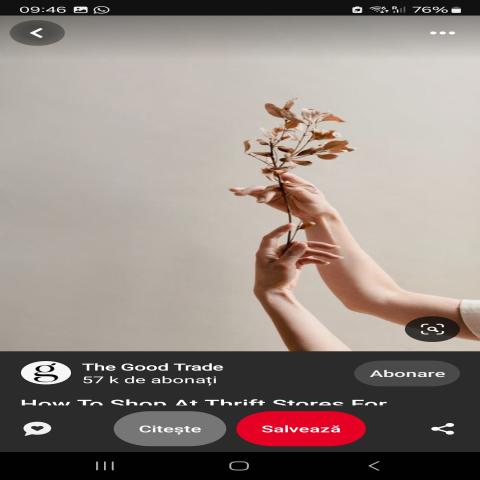 09:46
76%
g
The Good Trade
57 k de abonați
Abonare
How To Shop At Thrift Stores For
Citește
Salvează